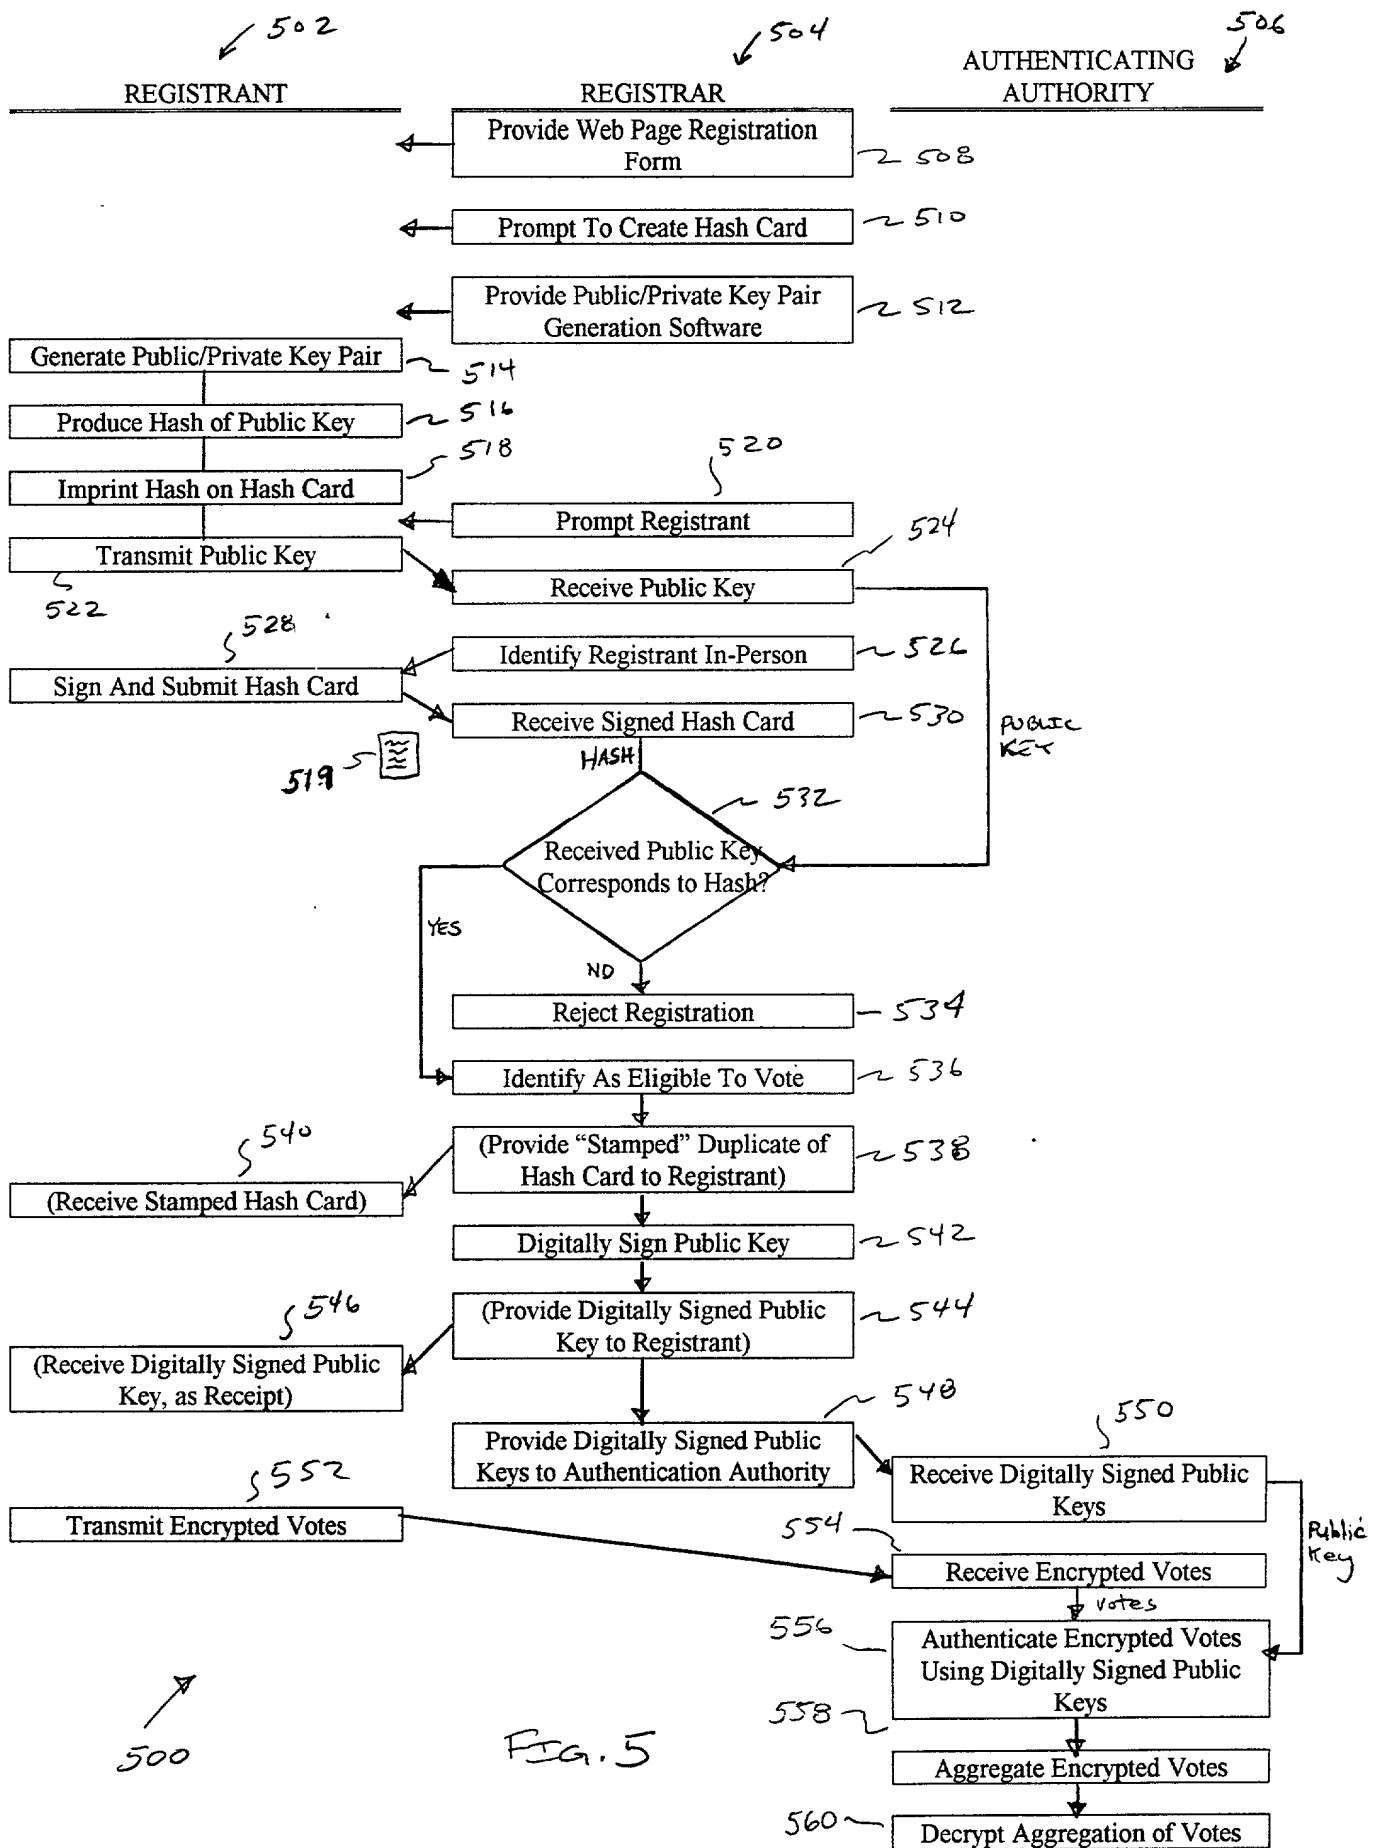 502
504
506
REGISTRANT
REGISTRAR
AUTHENTICATING
AUTHORITY
Provide Web Page Registration
Form
508
Prompt To Create Hash Card
510
Provide Public/Private Key Pair
Generation Software
512
Generate Public/Private Key Pair
514
Produce Hash of Public Key
516
518
Imprint Hash on Hash Card
520
Prompt Registrant
524
Transmit Public Key
522
Receive Public Key
528
Identify Registrant In-Person
526
Sign And Submit Hash Card
Receive Signed Hash Card
530
PUBLIC
KEY
519
HASH
532
Received Public Key
Corresponds to Hash?
YES
NO
Reject Registration
534
Identify As Eligible To Vote
536
540
(Provide “Stamped” Duplicate of
Hash Card to Registrant)
538
(Receive Stamped Hash Card)
Digitally Sign Public Key
542
546
(Provide Digitally Signed Public
Key to Registrant)
544
(Receive Digitally Signed Public
Key, as Receipt)
548
Provide Digitally Signed Public
Keys to Authentication Authority
550
Receive Digitally Signed Public
Keys
552
Transmit Encrypted Votes
554
Public
Key
Receive Encrypted Votes
votes
556
Authenticate Encrypted Votes
Using Digitally Signed Public
Keys
558
500
FIG. 5
Aggregate Encrypted Votes
560
Decrypt Aggregation of Votes